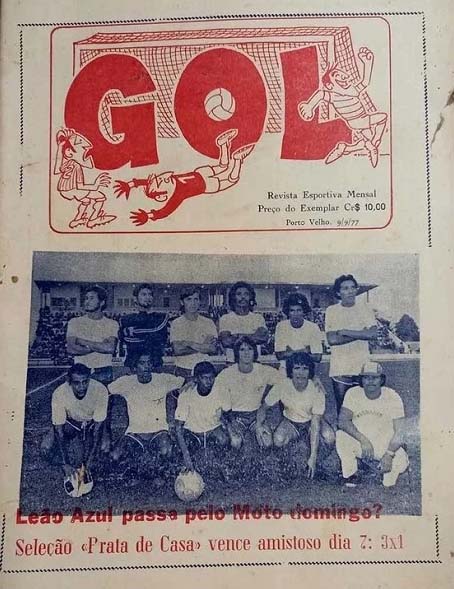 GOL
Revista Esportiva Mensal
Preço do Exemplar Cr$ 10,00
Porto Velho. 9/9/77
Leão Azul passa pelo Moto domingo?
Seleção «Prata de Casa» vence amistoso dia 7: 3x1